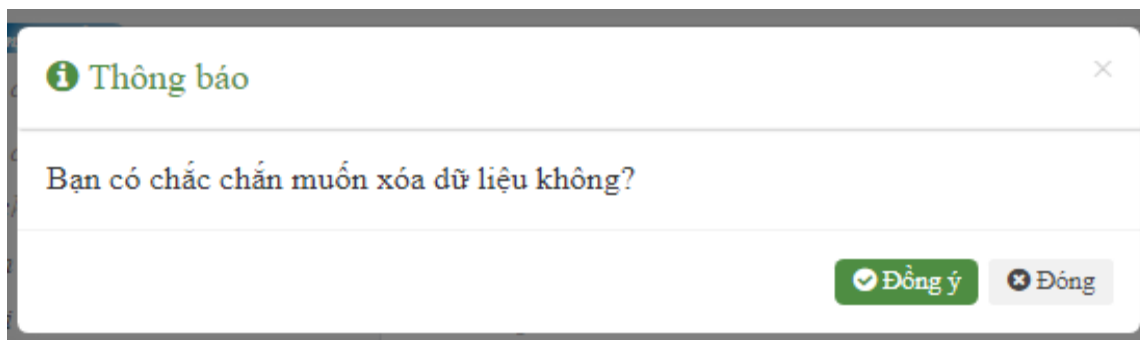 Thông báo
Bạn có chắc chắn muốn xóa dữ liệu không?
Đồng ý
Đóng